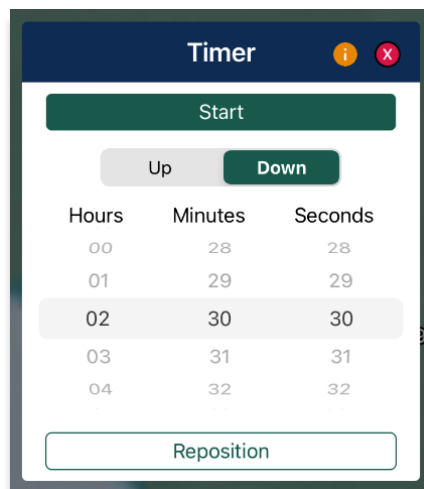 Timer i X
Start
Up Down
Hours Minutes Seconds
00 28 28
01 29 29
02 30 30
03 31 31
04 32 32
Reposition